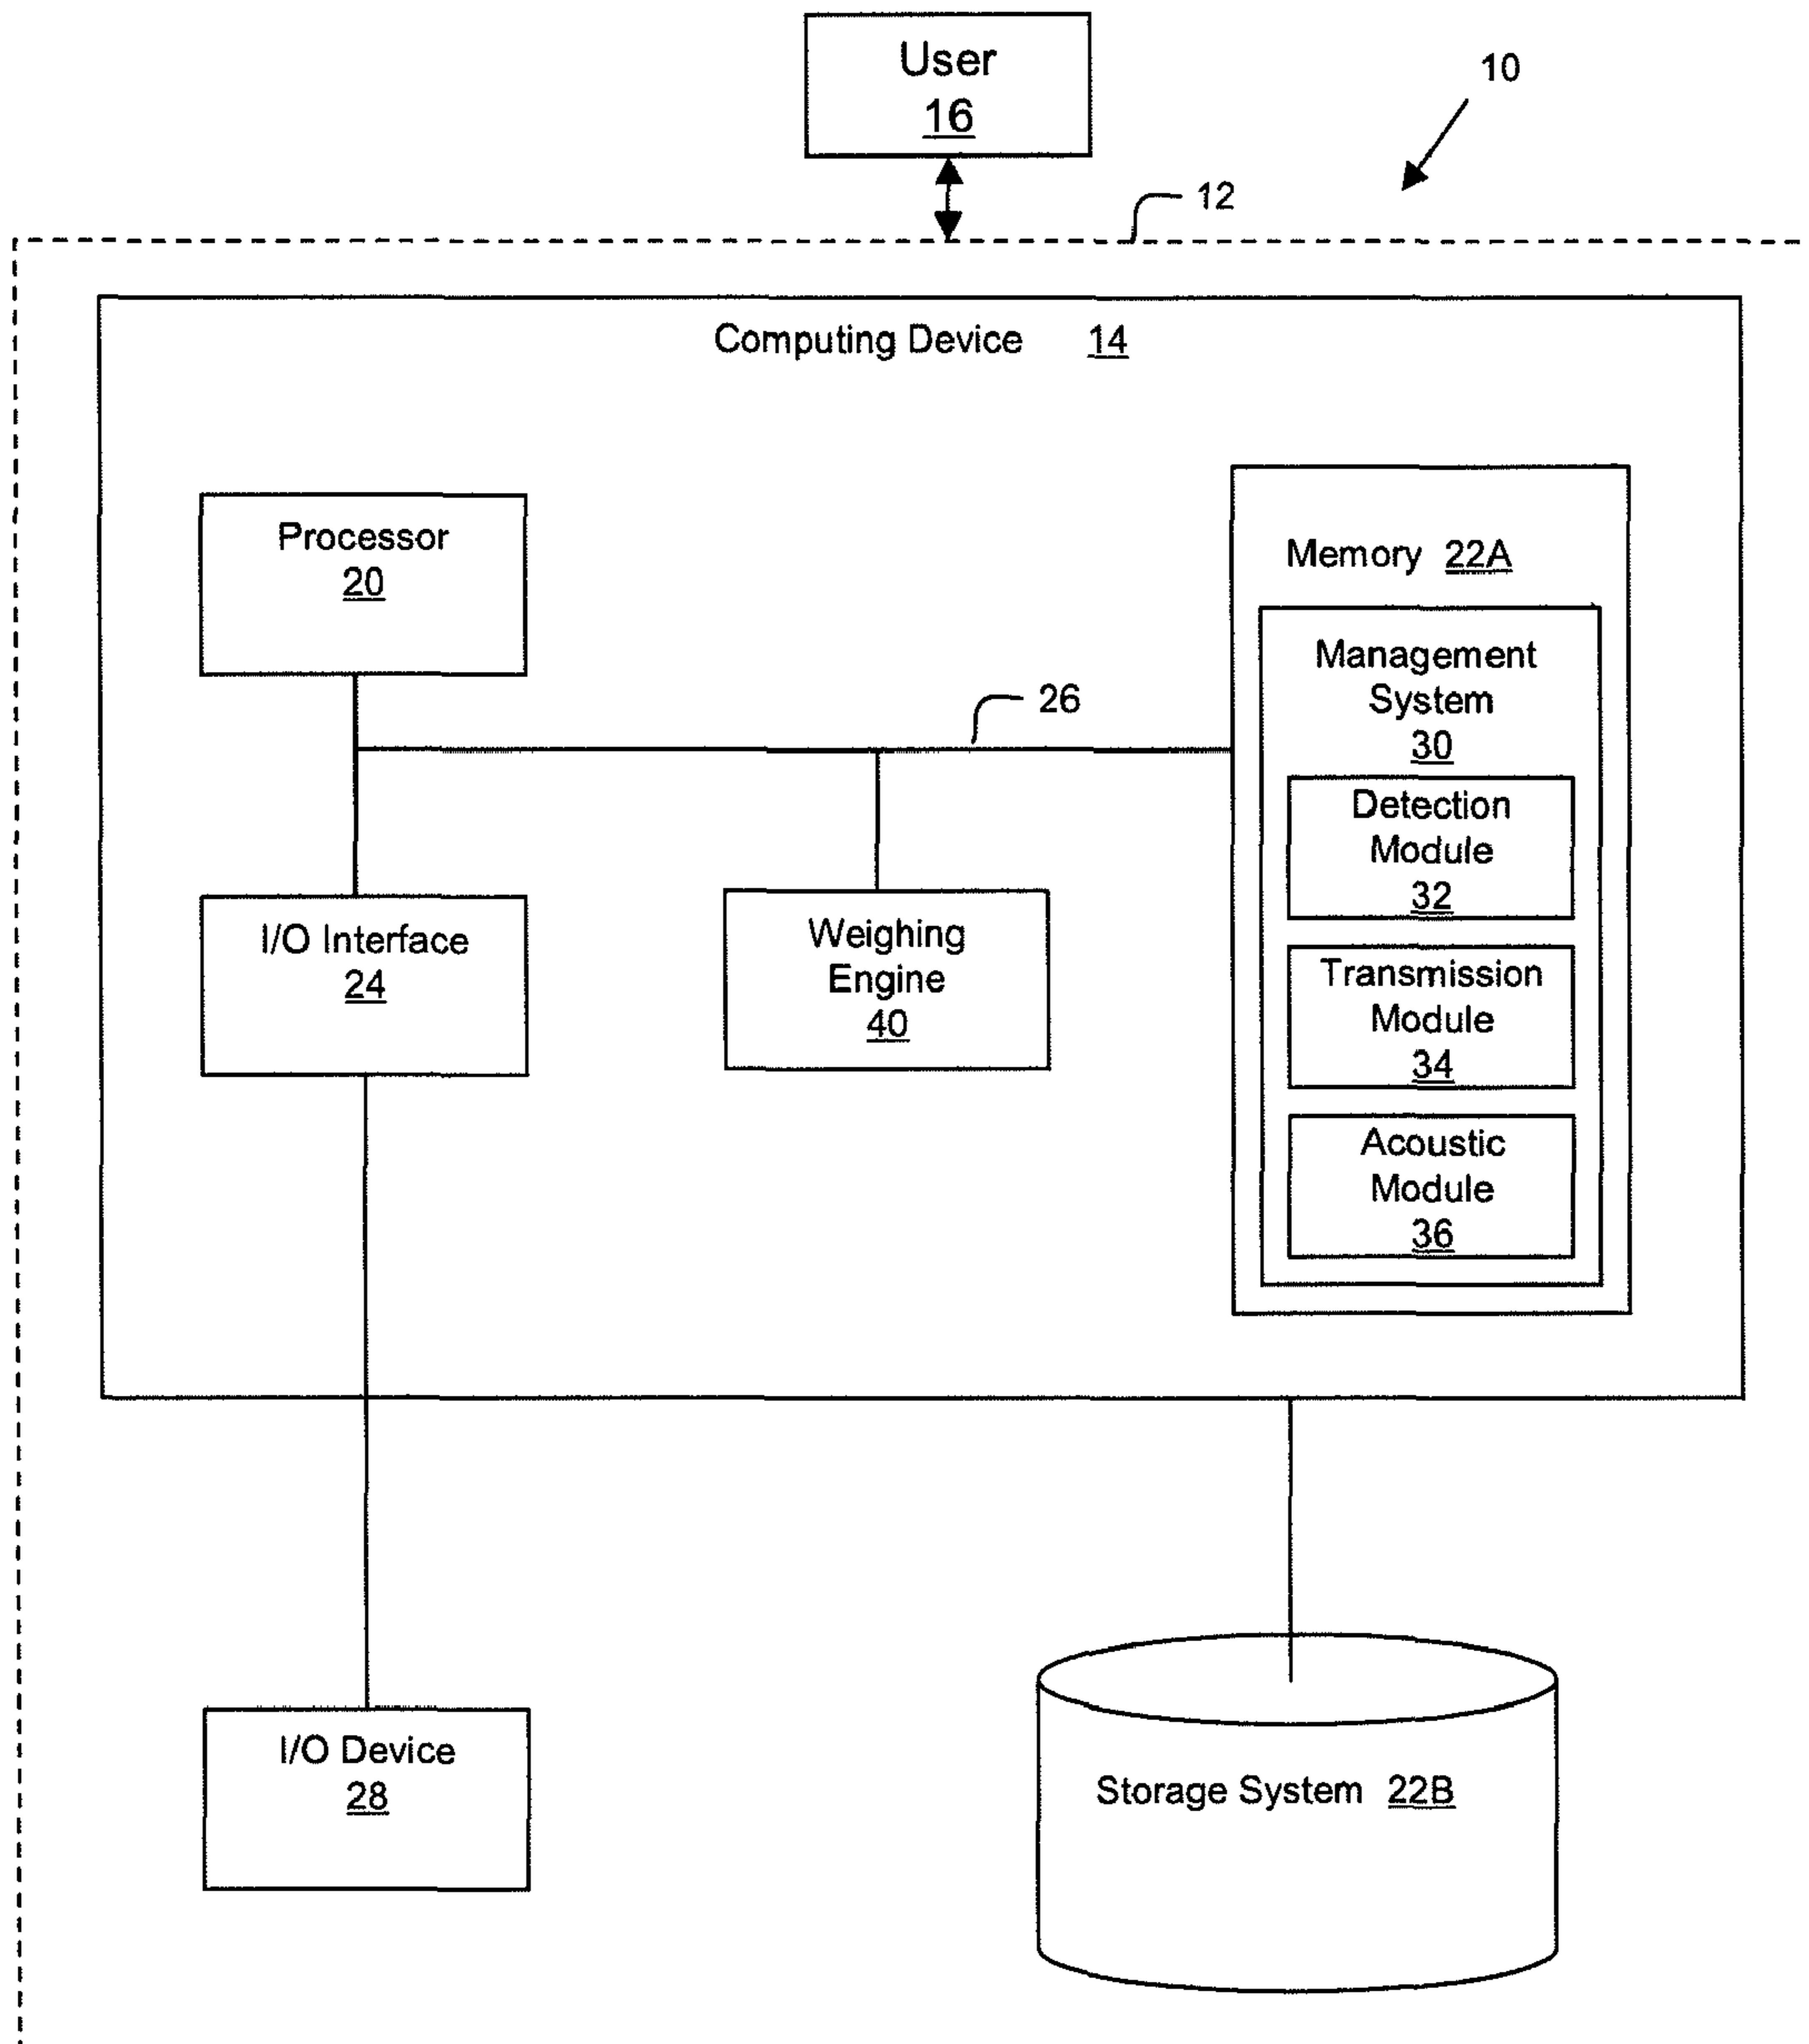 User
16
10
12
Computing Device 14
Processor
20
Memory 22A
Management
System
30
26
Detection
Module
32
I/O Interface
24
Weighing
Engine
40
Transmission
Module
34
Acoustic
Module
36
I/O Device
28
Storage System 22B